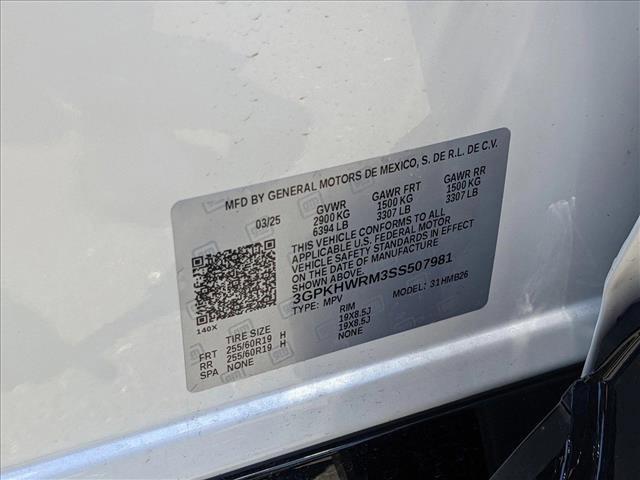 MFD BY GENERAL MOTORS DE MEXICO, S. DE R.L. DE C.V.
03/25 GVWR GAWR FRT GAWR RR
2900 KG 1500 KG 1500 KG
6394 LB 3307 LB 3307 LB
THIS VEHICLE CONFORMS TO ALL
APPLICABLE U.S. FEDERAL MOTOR
VEHICLE SAFETY STANDARDS IN EFFECT
ON THE DATE OF MANUFACTURE
SHOWN ABOVE.
3GPKHWRM3SS507981
TYPE: MPV MODEL: 31HMB26
140X
TIRE SIZE RIM
FRT 255/60R19 H 19X8.5J
RR 255/60R19 H 19X8.5J
SPA NONE NONE